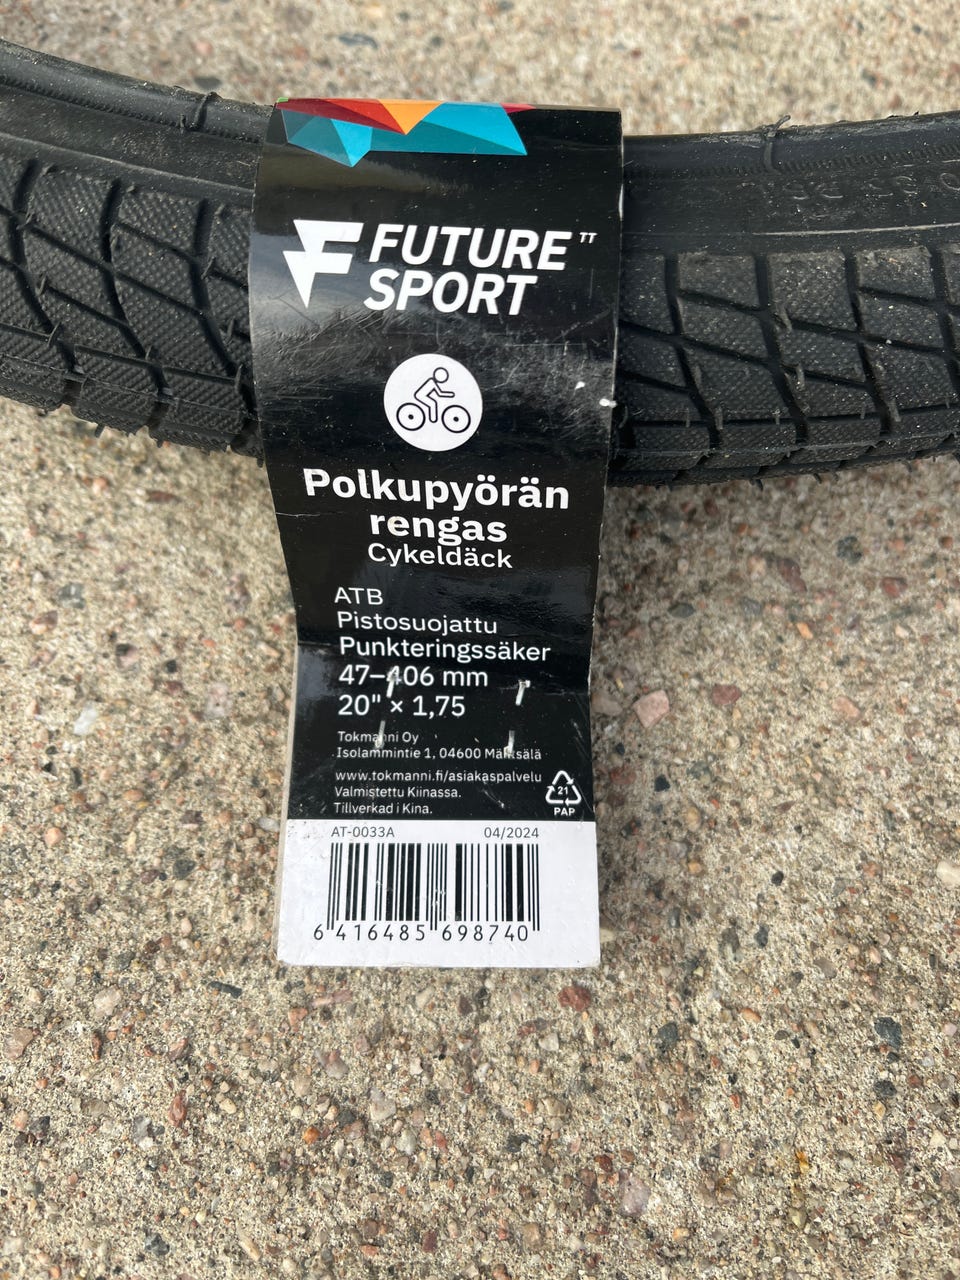 FUTURE TT
SPORT
Polkupyörän
rengas
Cykeldäck
ATB
Pistosuojattu
Punkteringssäker
47–406 mm
20" × 1,75
Tokmanni Oy
Isolammintie 1, 04600 Mäntsälä
www.tokmanni.fi/asiakaspalvelu
Valmistettu Kiinassa.
Tillverkad i Kina.
21
PAP
AT-0033A 04/2024
6 416485 698740